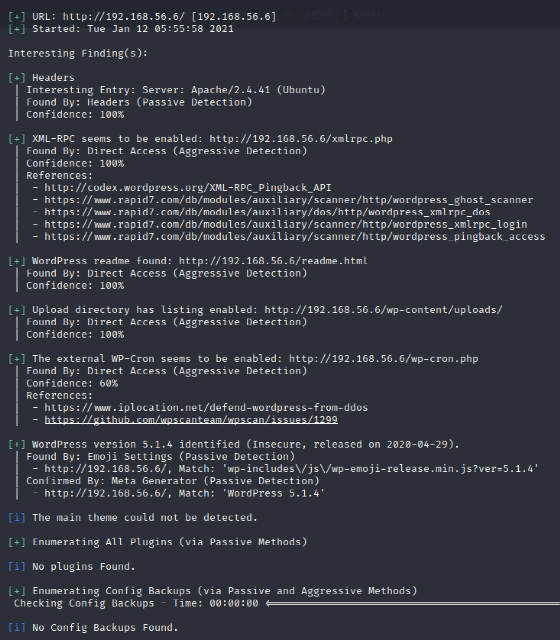 [+] URL: http://192.168.56.6/ [192.168.56.6]
[+] Started: Tue Jan 12 05:55:58 2021
Interesting Finding(s):
[+] Headers
| Interesting Entry: Server: Apache/2.4.41 (Ubuntu)
| Found By: Headers (Passive Detection)
| Confidence: 100%
[+] XML-RPC seems to be enabled: http://192.168.56.6/xmlrpc.php
| Found By: Direct Access (Aggressive Detection)
| Confidence: 100%
| References:
| - http://codex.wordpress.org/XML-RPC_Pingback_API
| - https://www.rapid7.com/db/modules/auxiliary/scanner/http/wordpress_ghost_scanner
| - https://www.rapid7.com/db/modules/auxiliary/dos/http/wordpress_xmlrpc_dos
| - https://www.rapid7.com/db/modules/auxiliary/scanner/http/wordpress_xmlrpc_login
| - https://www.rapid7.com/db/modules/auxiliary/scanner/http/wordpress_pingback_access
[+] WordPress readme found: http://192.168.56.6/readme.html
| Found By: Direct Access (Aggressive Detection)
| Confidence: 100%
[+] Upload directory has listing enabled: http://192.168.56.6/wp-content/uploads/
| Found By: Direct Access (Aggressive Detection)
| Confidence: 100%
[+] The external WP-Cron seems to be enabled: http://192.168.56.6/wp-cron.php
| Found By: Direct Access (Aggressive Detection)
| Confidence: 60%
| References:
| - https://www.iplocation.net/defend-wordpress-from-ddos
| - https://github.com/wpscanteam/wpscan/issues/1299
[+] WordPress version 5.1.4 identified (Insecure, released on 2020-04-29).
| Found By: Emoji Settings (Passive Detection)
| - http://192.168.56.6/, Match: 'wp-includes\/js\/wp-emoji-release.min.js?ver=5.1.4'
| Confirmed By: Meta Generator (Passive Detection)
| - http://192.168.56.6/, Match: 'WordPress 5.1.4'
[i] The main theme could not be detected.
[+] Enumerating All Plugins (via Passive Methods)
[i] No plugins Found.
[+] Enumerating Config Backups (via Passive and Aggressive Methods)
Checking Config Backups - Time: 00:00:00 <=====================================
[i] No Config Backups Found.